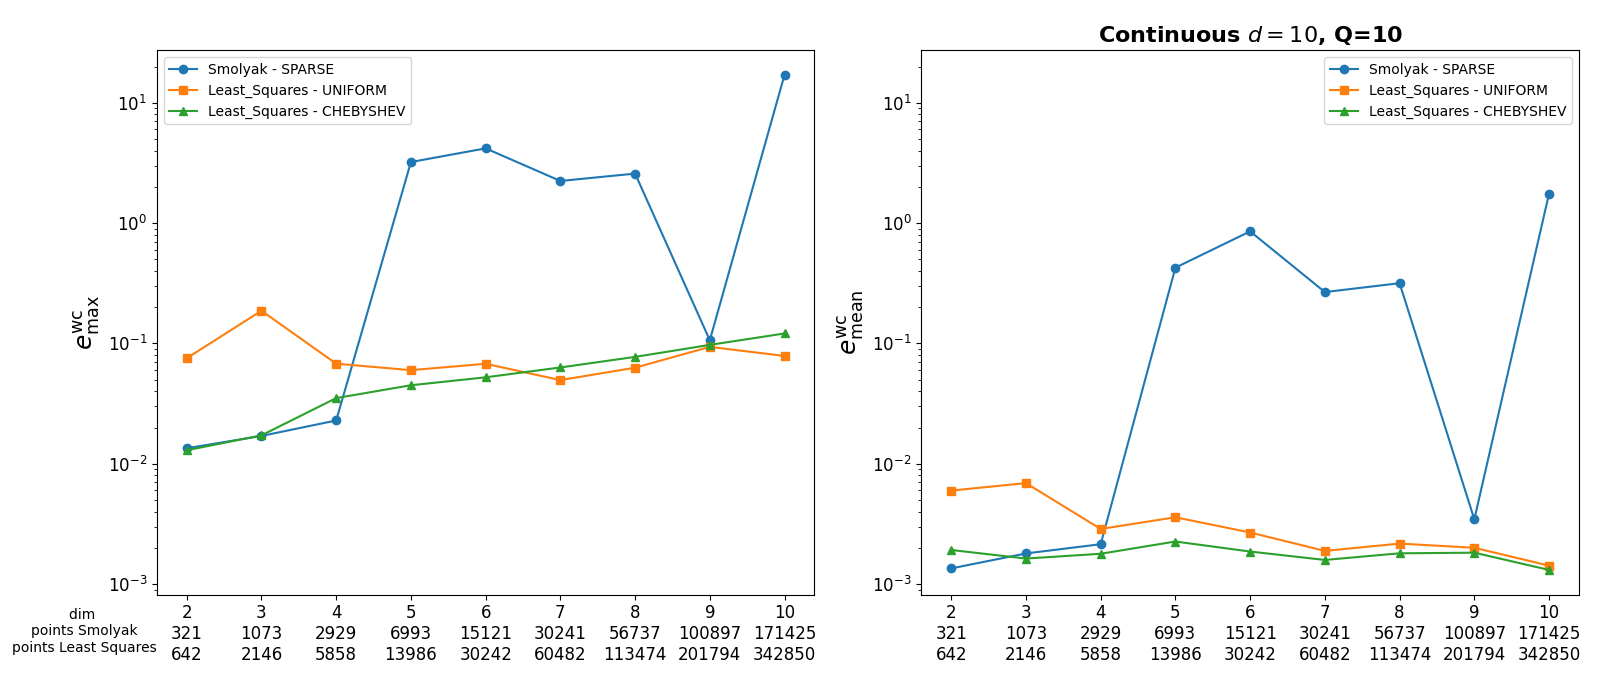 Continuous d = 10, Q=10
Smolyak - SPARSE
Least_Squares - UNIFORM
Least_Squares - CHEBYSHEV
10^1
10^0
10^-1
10^-2
10^-3
e^wc_max
dim
points Smolyak
points Least Squares
2 3 4 5 6 7 8 9 10
321 1073 2929 6993 15121 30241 56737 100897 171425
642 2146 5858 13986 30242 60482 113474 201794 342850
Smolyak - SPARSE
Least_Squares - UNIFORM
Least_Squares - CHEBYSHEV
10^1
10^0
10^-1
10^-2
10^-3
e^wc_mean
2 3 4 5 6 7 8 9 10
321 1073 2929 6993 15121 30241 56737 100897 171425
642 2146 5858 13986 30242 60482 113474 201794 342850